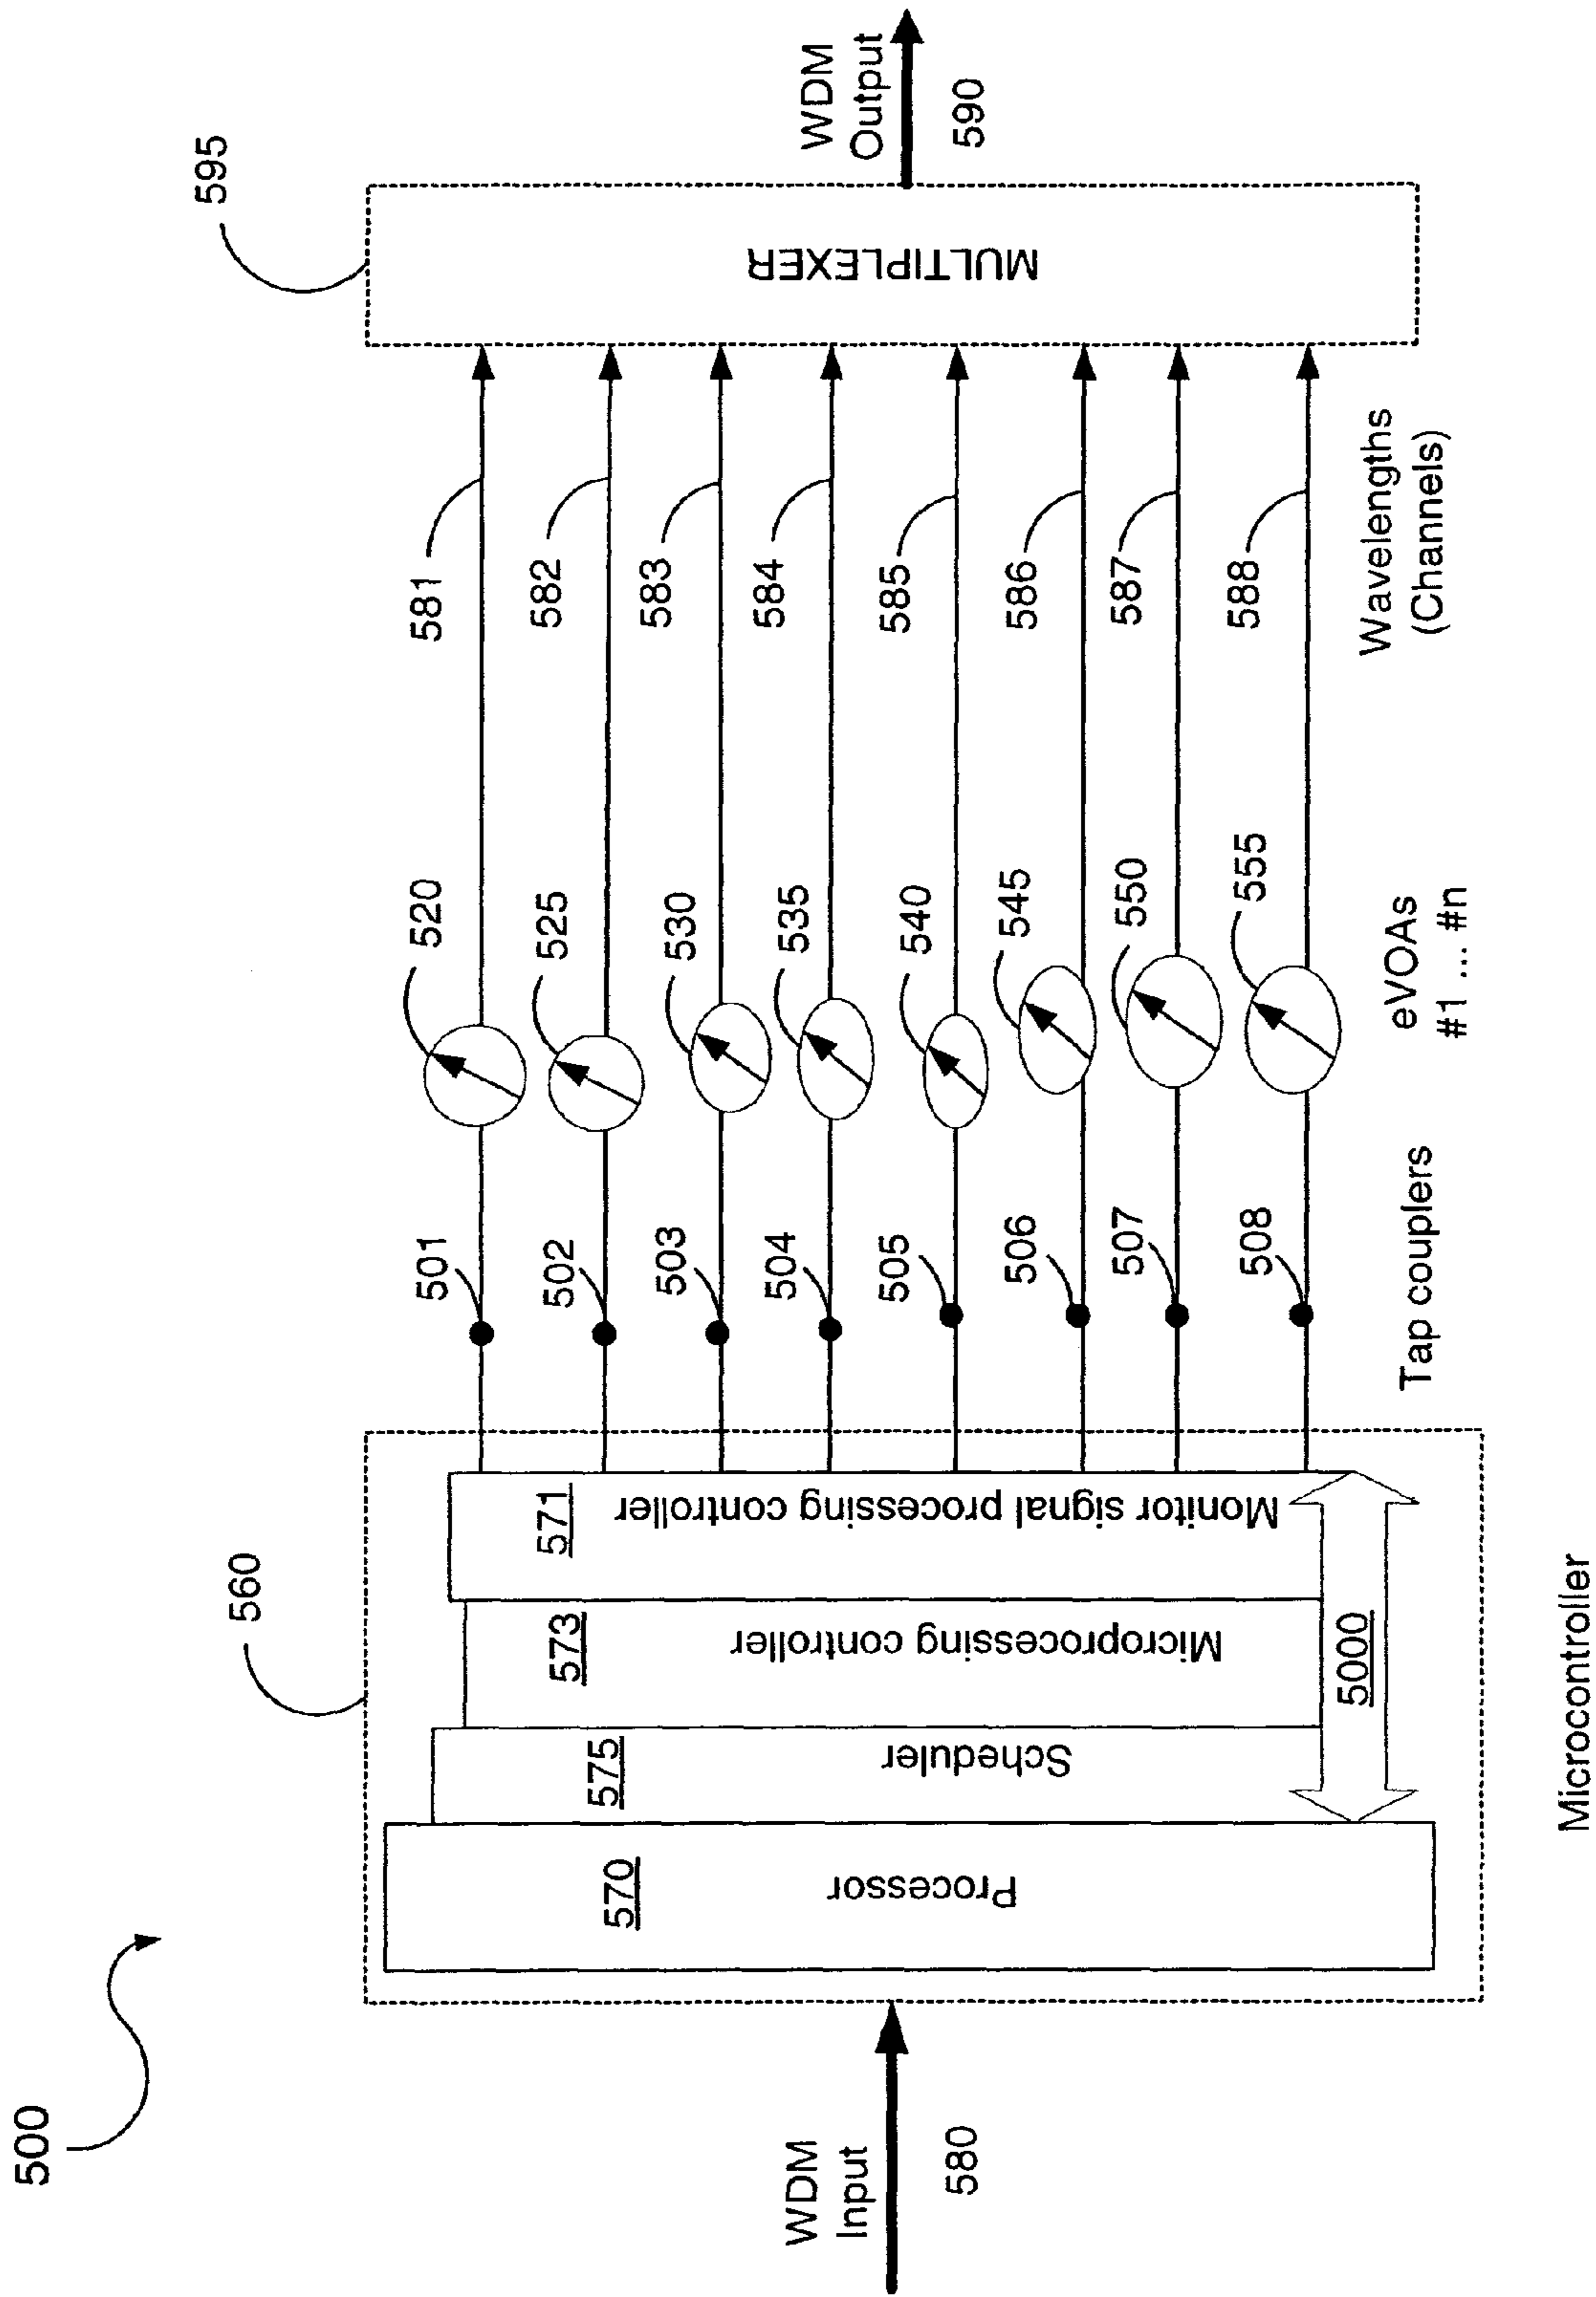 500
WDM
Input
580
560
Processor
570
Scheduler
575
Microprocessing controller
573
Monitor signal processing controller
571
5000
Microcontroller
501
502
503
504
505
506
507
508
Tap couplers
520
525
530
535
540
545
550
555
eVOAs
#1 ... #n
581
582
583
584
585
586
587
588
Wavelengths
(Channels)
595
MULTIPLEXER
WDM
Output
590